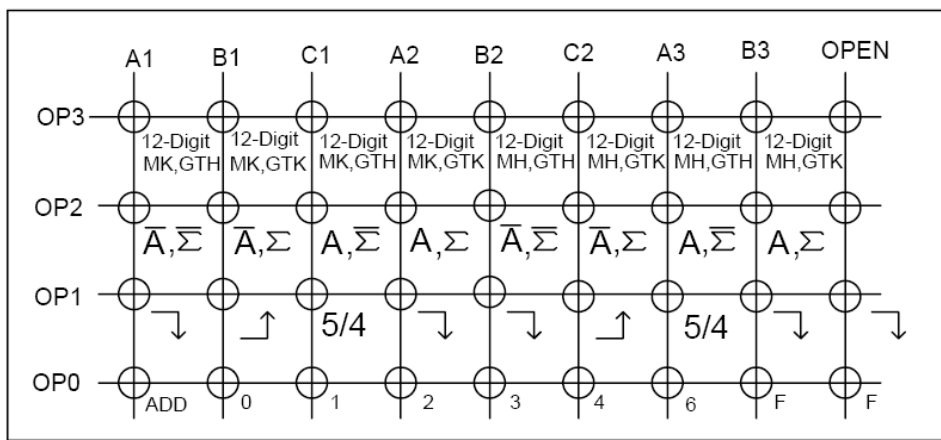 A1 B1 C1 A2 B2 C2 A3 B3 OPEN
OP3
12-Digit 12-Digit 12-Digit 12-Digit 12-Digit 12-Digit 12-Digit 12-Digit
MK,GTH MK,GTK MK,GTH MK,GTK MH,GTH MH,GTK MH,GTH MH,GTK
OP2
A̅,Σ̅ A̅,Σ A,Σ̅ A,Σ A̅,Σ̅ A̅,Σ A,Σ̅ A,Σ
OP1
5/4 5/4
OP0
ADD 0 1 2 3 4 6 F F